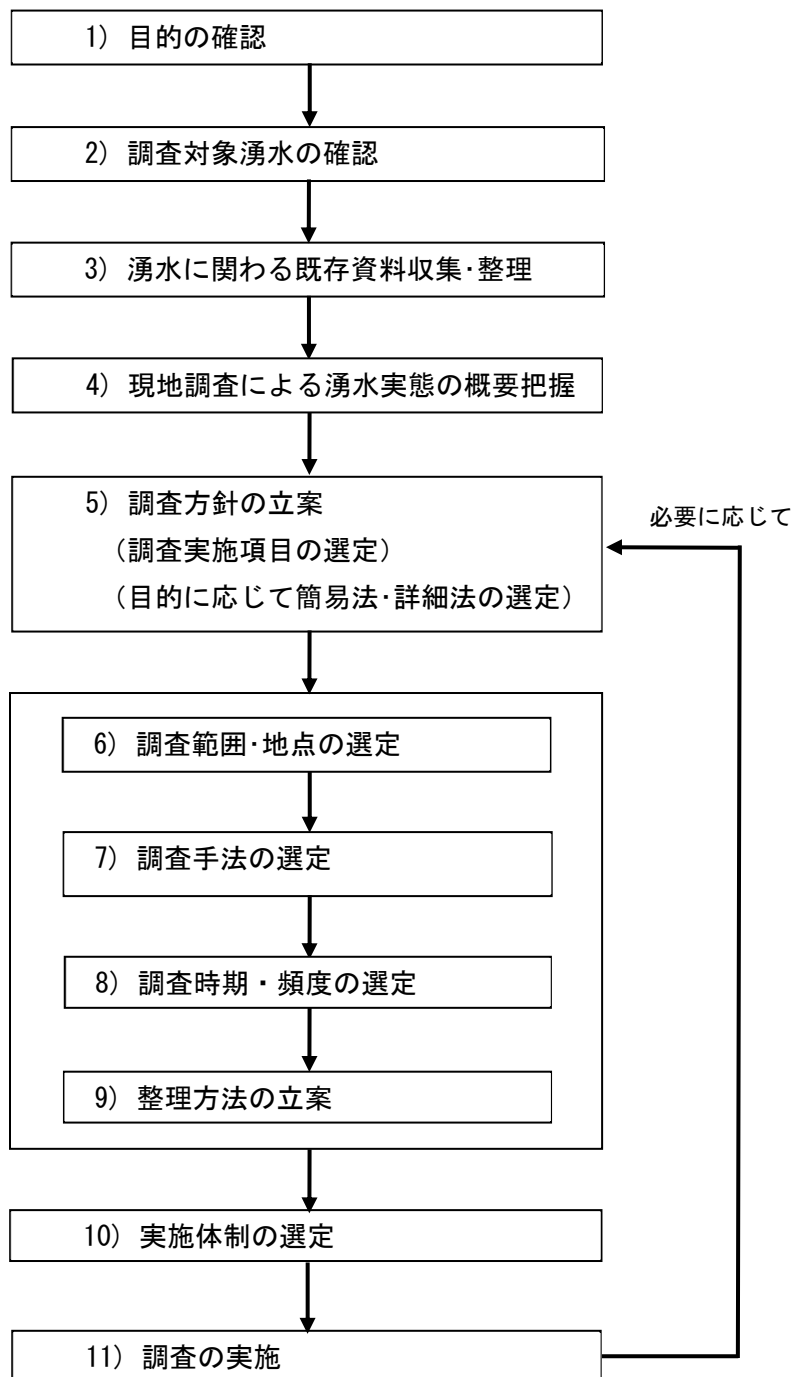 1) 目的の確認
2) 調査対象湧水の確認
3) 湧水に関わる既存資料収集･整理
4) 現地調査による湧水実態の概要把握
5) 調査方針の立案
（調査実施項目の選定）
（目的に応じて簡易法･詳細法の選定）
必要に応じて
6) 調査範囲･地点の選定
7) 調査手法の選定
8) 調査時期・頻度の選定
9) 整理方法の立案
10) 実施体制の選定
11) 調査の実施